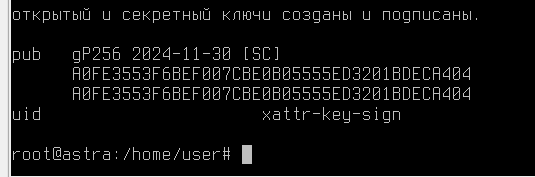 открытый и секретный ключи созданы и подписаны.
pub gP256 2024-11-30 [SC]
A0FE3553F6BEF007CBE0B05555ED3201BDECA404
A0FE3553F6BEF007CBE0B05555ED3201BDECA404
uid xattr-key-sign
root@astra:/home/user#